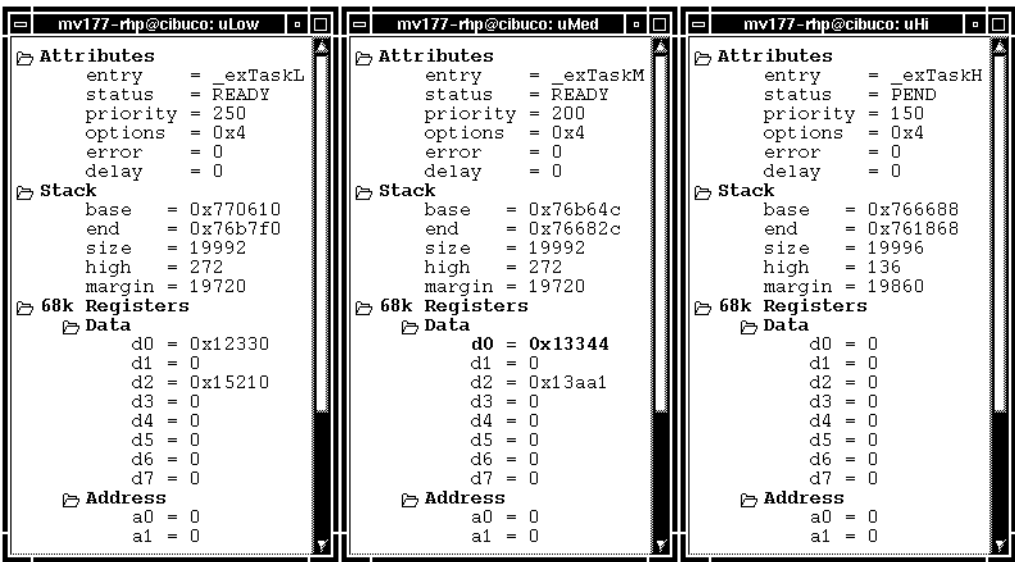 mv177-rhp@cibuco: uLow
Attributes
entry = _exTaskL
status = READY
priority = 250
options = 0x4
error = 0
delay = 0
Stack
base = 0x770610
end = 0x76b7f0
size = 19992
high = 272
margin = 19720
68k Registers
Data
d0 = 0x12330
d1 = 0
d2 = 0x15210
d3 = 0
d4 = 0
d5 = 0
d6 = 0
d7 = 0
Address
a0 = 0
a1 = 0
mv177-rhp@cibuco: uMed
Attributes
entry = _exTaskM
status = READY
priority = 200
options = 0x4
error = 0
delay = 0
Stack
base = 0x76b64c
end = 0x76682c
size = 19992
high = 272
margin = 19720
68k Registers
Data
d0 = 0x13344
d1 = 0
d2 = 0x13aa1
d3 = 0
d4 = 0
d5 = 0
d6 = 0
d7 = 0
Address
a0 = 0
a1 = 0
mv177-rhp@cibuco: uHi
Attributes
entry = _exTaskH
status = PEND
priority = 150
options = 0x4
error = 0
delay = 0
Stack
base = 0x766688
end = 0x761868
size = 19996
high = 136
margin = 19860
68k Registers
Data
d0 = 0
d1 = 0
d2 = 0
d3 = 0
d4 = 0
d5 = 0
d6 = 0
d7 = 0
Address
a0 = 0
a1 = 0